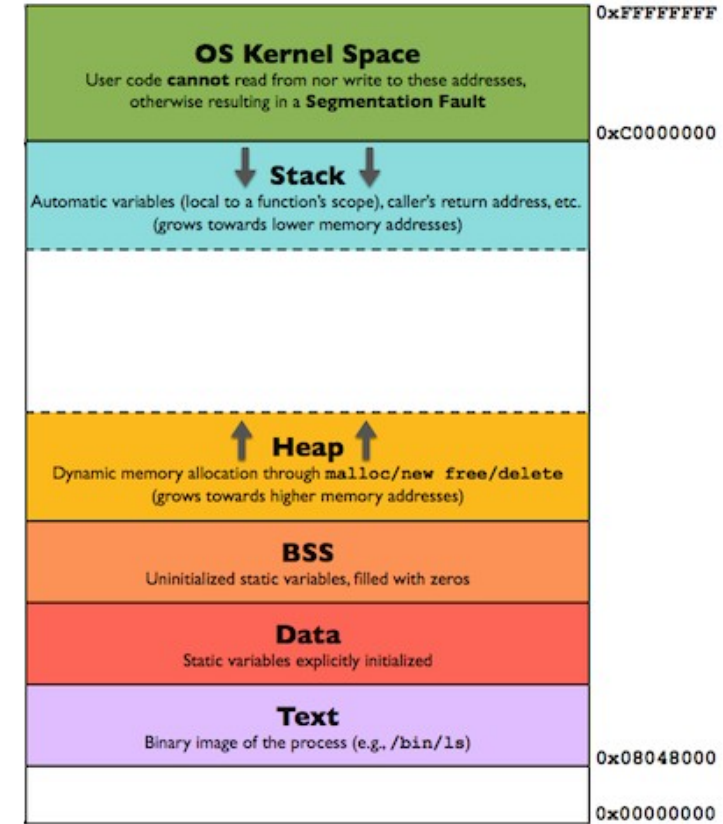 0xFFFFFFFF
OS Kernel Space
User code cannot read from nor write to these addresses,
otherwise resulting in a Segmentation Fault
0xC0000000
Stack
Automatic variables (local to a function's scope), caller's return address, etc.
(grows towards lower memory addresses)
Heap
Dynamic memory allocation through malloc/new free/delete
(grows towards higher memory addresses)
BSS
Uninitialized static variables, filled with zeros
Data
Static variables explicitly initialized
Text
Binary image of the process (e.g., /bin/ls)
0x08048000
0x00000000